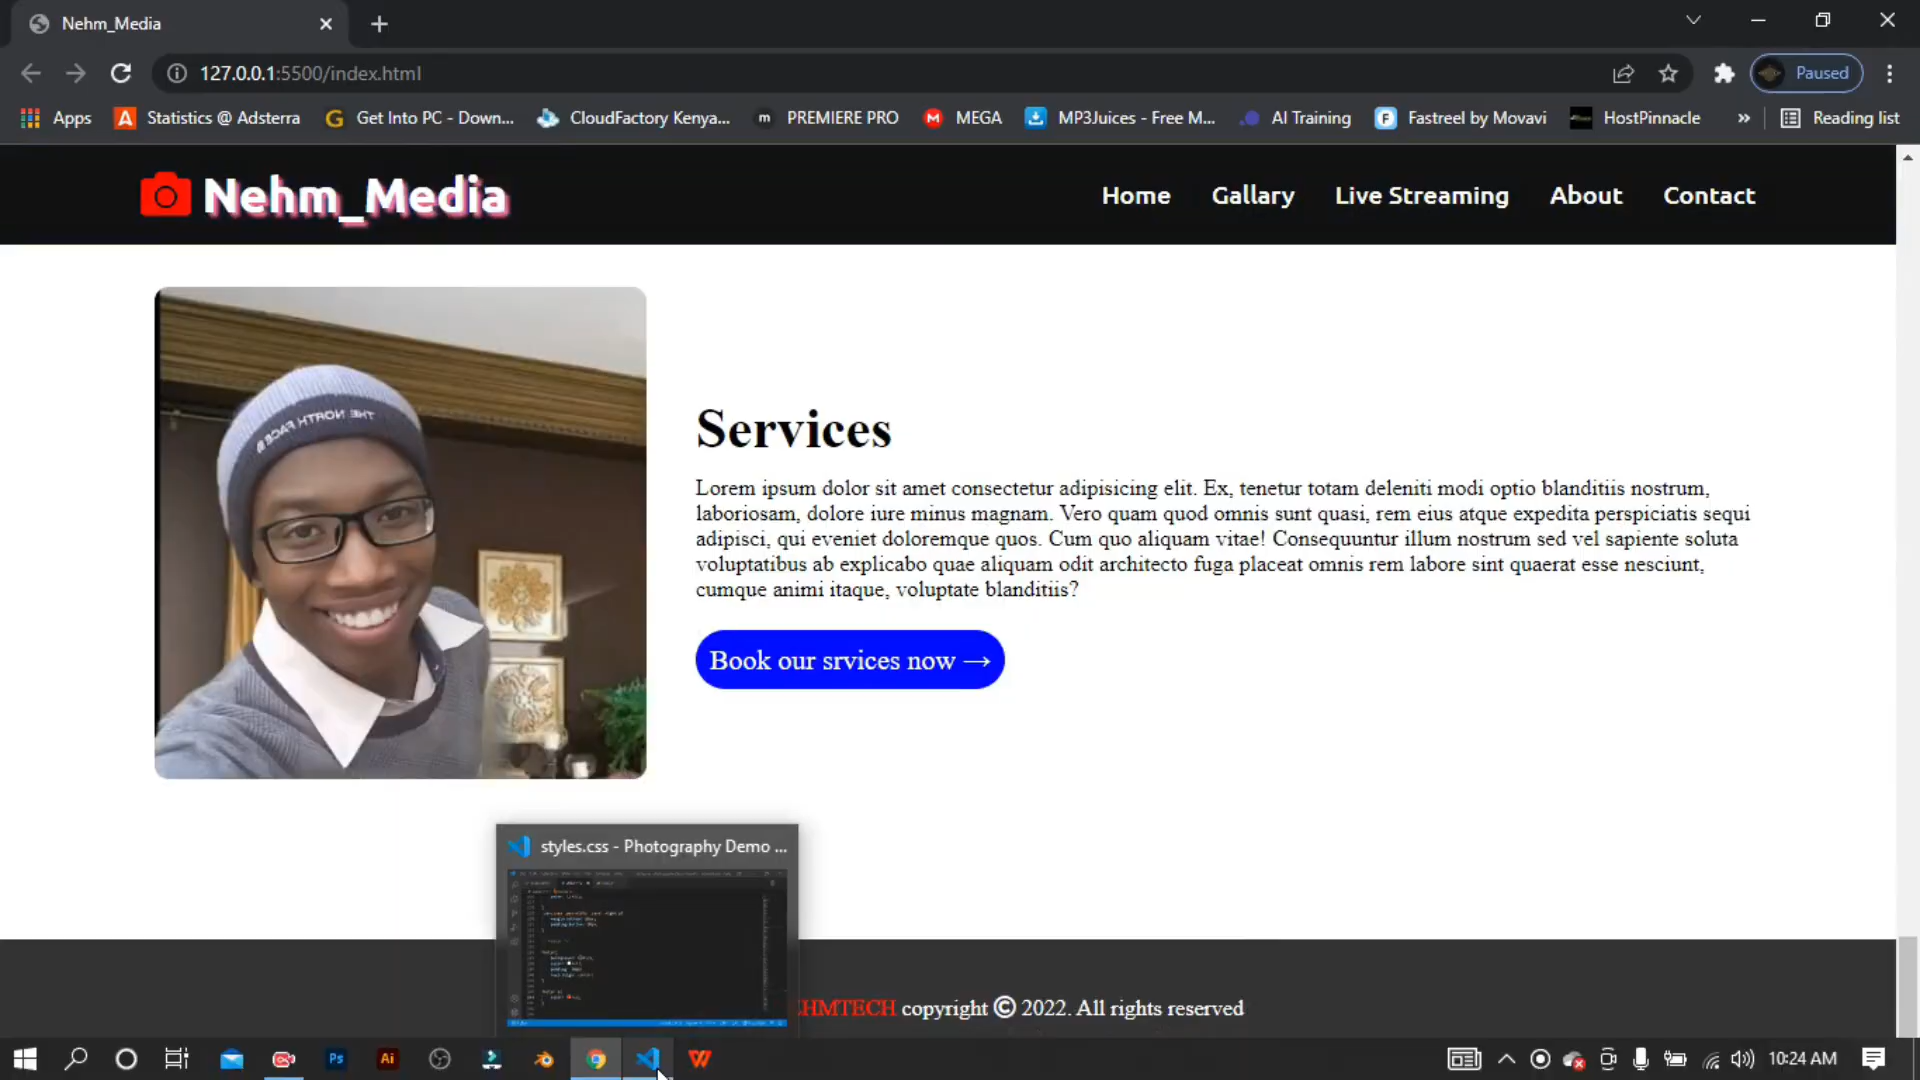 Nehm_Media
127.0.0.1:5500/index.html
Paused
Apps
Statistics @ Adsterra
Get Into PC - Down...
CloudFactory Kenya...
PREMIERE PRO
MEGA
MP3Juices - Free M...
AI Training
Fastreel by Movavi
HostPinnacle
»
Reading list
Nehm_Media
Home
Gallary
Live Streaming
About
Contact
THE NORTH FACE
Services
Lorem ipsum dolor sit amet consectetur adipisicing elit. Ex, tenetur totam deleniti modi optio blanditiis nostrum,
laboriosam, dolore iure minus magnam. Vero quam quod omnis sunt quasi, rem eius atque expedita perspiciatis sequi
adipisci, qui eveniet doloremque quos. Cum quo aliquam vitae! Consequuntur illum nostrum sed vel sapiente soluta
voluptatibus ab explicabo quae aliquam odit architecto fuga placeat omnis rem labore sint quaerat esse nesciunt,
cumque animi itaque, voluptate blanditiis?
Book our srvices now →
styles.css - Photography Demo ...
HMTECH copyright © 2022. All rights reserved
Ps
Ai
10:24 AM